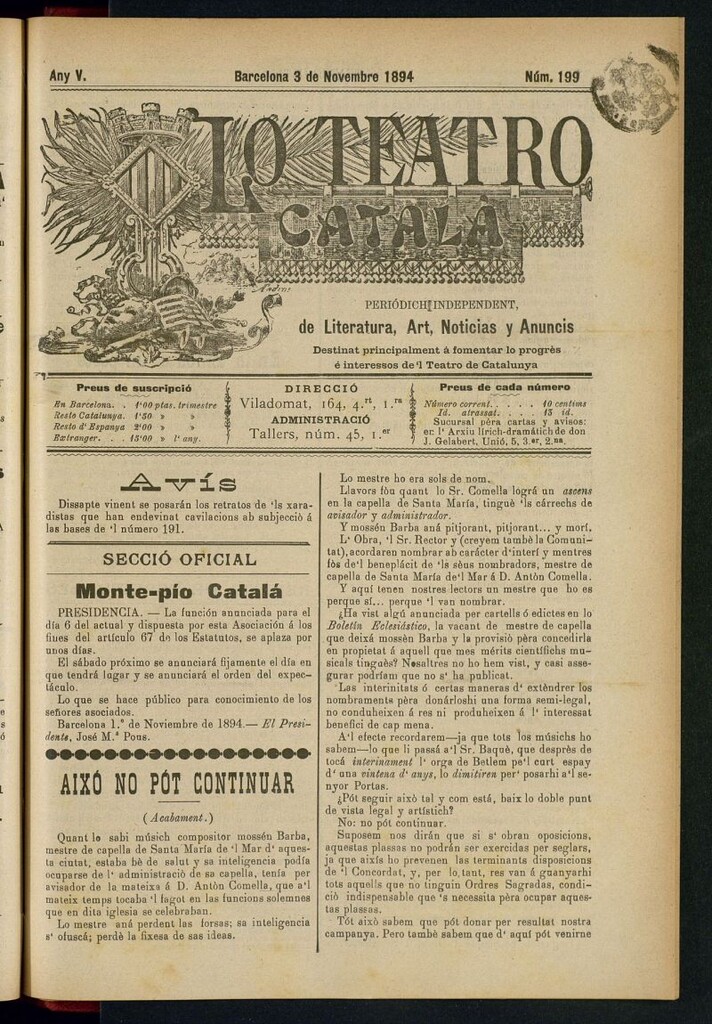 Any V.
Barcelona 3 de Novembre 1894
Núm. 199
LO TEATRO
CATALÁ
PERIÓDICH INDEPENDENT,
de Literatura, Art, Noticias y Anuncis
Destinat principalment á fomentar lo progrès
é interessos de'l Teatro de Catalunya
Preus de suscripció
En Barcelona. . 1'00 ptas. trimestre
Resto Catalunya. 1'50 » »
Resto d'Espanya 2'00 » »
Extranger. . . 15'00 » l'any.
DIRECCIÓ
Viladomat, 164, 4.rt, 1.ra
ADMINISTRACIÓ
Tallers, núm. 45, 1.er
Preus de cada número
Número corrent. . . . . 10 céntims
Id. atrassat. . . . . 15 id.
Sucursal péra cartas y avisos:
en l' Arxiu llirich-dramátich de don
J. Gelabert, Unió, 5, 3.er, 2.na.
Avís
Dissapte vinent se posarán los retratos de 'ls xara-
distas que han endevinat cavilacions ab subjecció á
las bases de 'l número 191.
SECCIÓ OFICIAL
Monte-pío Catalá
PRESIDENCIA. — La función anunciada para el
día 6 del actual y dispuesta por esta Asociación á los
fines del artículo 67 de los Estatutos, se aplaza por
unos días.
El sábado próximo se anunciará fijamente el día en
que tendrá lugar y se anunciará el orden del espec-
táculo.
Lo que se hace público para conocimiento de los
señores asociados.
Barcelona 1.º de Noviembre de 1894.— El Presi-
dente, José M.ª Pons.
AIXÓ NO PÓT CONTINUAR
(Acabament.)
Quant lo sabi músich compositor mossén Barba,
mestre de capella de Santa María de 'l Mar d' aques-
ta ciutat, estaba bè de salut y sa inteligencia podía
ocuparse de l' administració de sa capella, tenía per
avisador de la mateixa á D. Antòn Comella, que a'l
mateix temps tocaba 'l fagot en las funcions solemnes
que en dita iglesia se celebraban.
Lo mestre aná perdent las forsas; sa inteligencia
s' ofuscá; perdè la fixesa de sas ideas.
Lo mestre ho era sols de nom.
Llavors fòu quant lo Sr. Comella lográ un ascens
en la capella de Santa María, tingué 'ls cárrechs de
avisador y administrador.
Y mossén Barba aná pitjorant, pitjorant... y morí.
L' Obra, 'l Sr. Rector y (creyem també la Comuni-
tat), acordaren nombrar ab carácter d'interí y mentres
fòs de'l beneplácit de 'ls séus nombradors, mestre de
capella de Santa María de'l Mar á D. Antòn Comella.
Y aquí tenen nostres lectors un mestre que ho es
perque sí... perque 'l van nombrar.
¿Ha vist algú anunciada per cartells ó edictes en lo
Boletín Eclesiástico, la vacant de mestre de capella
que deixá mossén Barba y la provisió péra concedirla
en propietat á aquell que mes mérits científichs mu-
sicals tingués? Nosaltres no ho hem vist, y casi asse-
gurar podríam que no s' ha publicat.
Las interinitats ó certas maneras d' exténdrer los
nombraments péra donárloshi una forma semi-legal,
no conduheixen á res ni produheixen á l' interessat
benefici de cap mena.
A'l efecte recordarem—ja que tots los músichs ho
sabem—lo que li passá a'l Sr. Baqué, que després de
tocá interinament l' orga de Betlem pe'l curt espay
d' una vintena d' anys, lo dimitiren per posarhi a'l se-
nyor Portas.
¿Pót seguir aixó tal y com está, baix lo doble punt
de vista legal y artístich?
No: no pót continuar.
Suposem nos dirán que si s' obran oposicions,
aquestas plassas no podrán ser exercidas per seglars,
ja que aixís ho prevenen las terminants disposicions
de 'l Concordat, y, per lo tant, res van á guanyarhi
tots aquells que no tinguin Ordres Sagradas, condi-
ció indispensable que 's necessita péra ocupar aques-
tas plassas.
Tót aixó sabem que pót donar per resultat nostra
campanya. Pero també sabem que d' aquí pót venirne